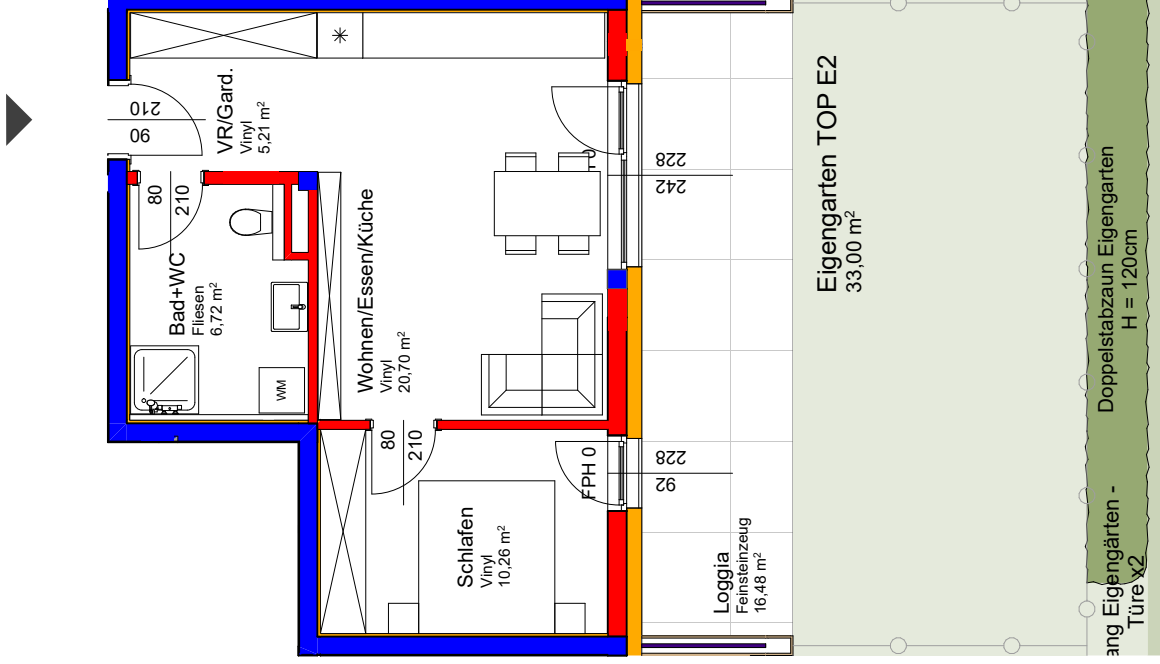 210
90
VR/Gard.
Vinyl
5,21 m²
80
210
Bad+WC
Fliesen
6,72 m²
WM
Wohnen/Essen/Küche
Vinyl
20,70 m²
228
242
80
210
Schlafen
Vinyl
10,26 m²
FPH 0
228
92
Loggia
Feinsteinzeug
16,48 m²
Eigengarten TOP E2
33,00 m²
Doppelstabzaun Eigengarten
H = 120cm
ang Eigengärten -
Türe x2